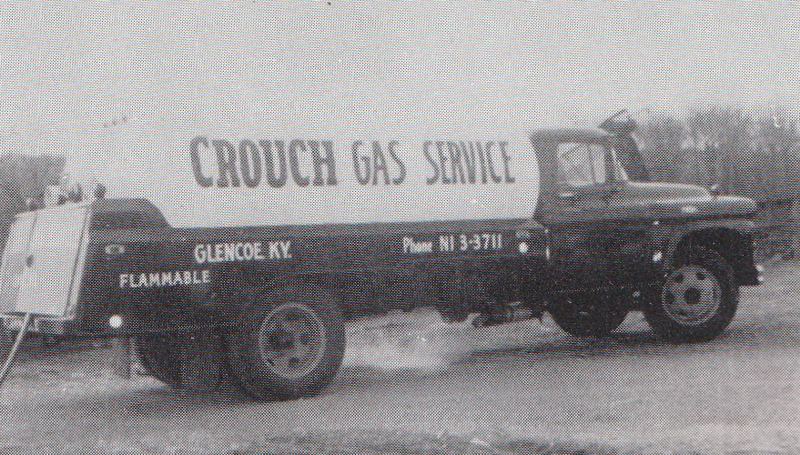 CROUCH GAS SERVICE
GLENCOE, KY.
Phone NI 3-3711
FLAMMABLE